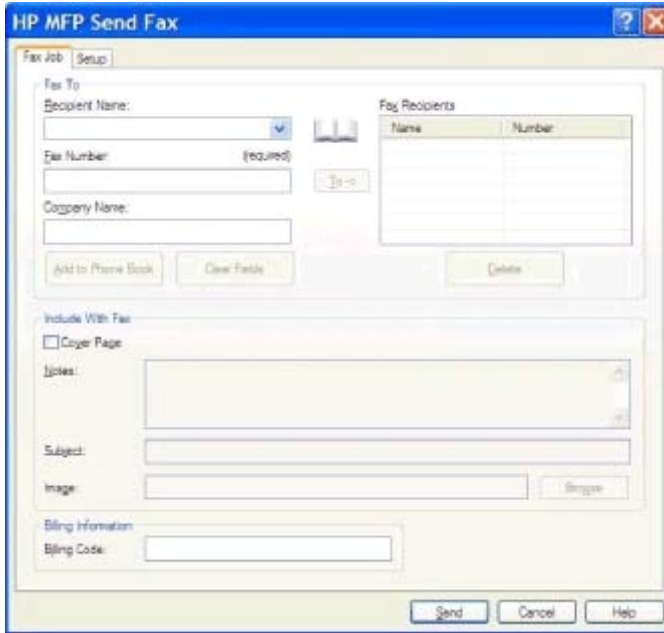 HP MFP Send Fax
Fax Job Setup
Fax To
Recipient Name:
Fax Recipients
Name Number
Fax Number: (required)
To ->
Company Name:
Add to Phone Book Clear Fields Delete
Include With Fax
Cover Page
Notes:
Subject:
Image: Browse
Billing Information
Billing Code:
Send Cancel Help